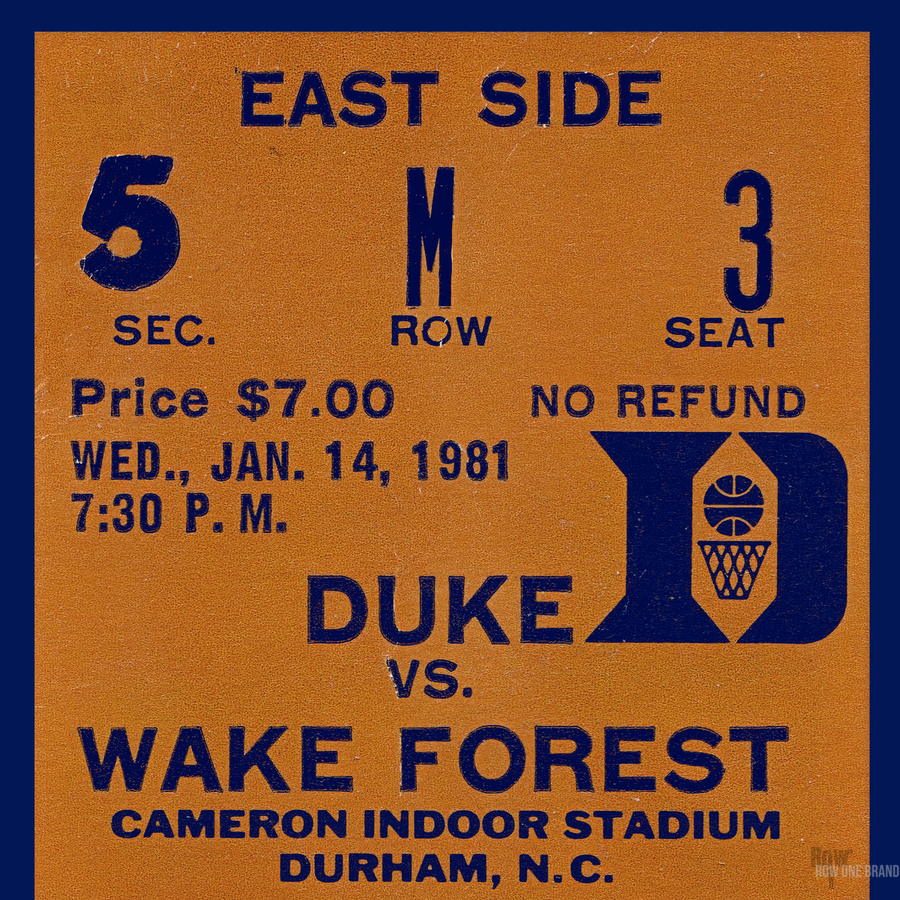 EAST SIDE
5 M 3
SEC. ROW SEAT
Price $7.00 NO REFUND
WED., JAN. 14, 1981
7:30 P. M.
D
DUKE
VS.
WAKE FOREST
CAMERON INDOOR STADIUM
DURHAM, N.C.
Row
ROW ONE BRAND